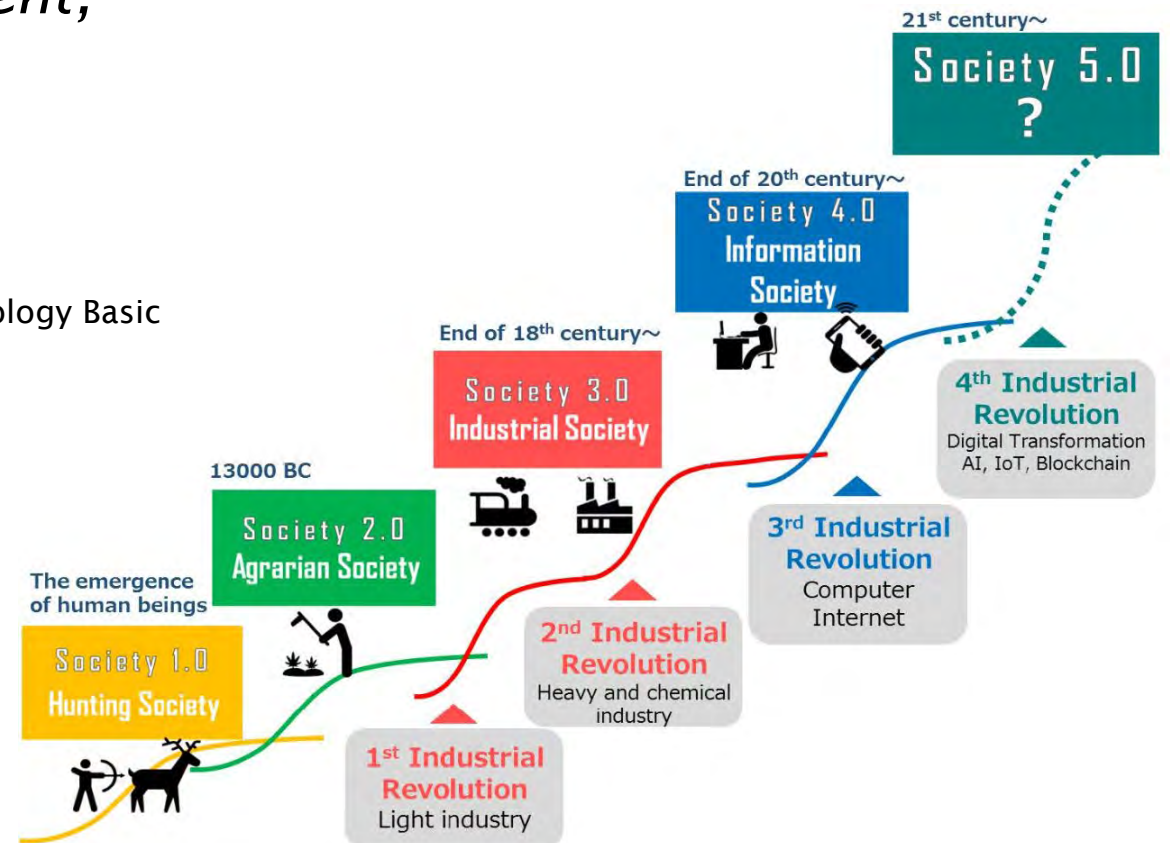 ent,
ology Basic
21st century~
Society 5.0
?
End of 20th century~
Society 4.0
Information
Society
End of 18th century~
Society 3.0
Industrial Society
13000 BC
Society 2.0
Agrarian Society
The emergence
of human beings
Society 1.0
Hunting Society
1st Industrial
Revolution
Light industry
2nd Industrial
Revolution
Heavy and chemical
industry
3rd Industrial
Revolution
Computer
Internet
4th Industrial
Revolution
Digital Transformation
AI, IoT, Blockchain